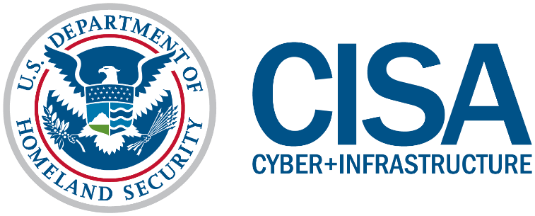 U.S. DEPARTMENT OF
HOMELAND SECURITY
CISA
CYBER+INFRASTRUCTURE